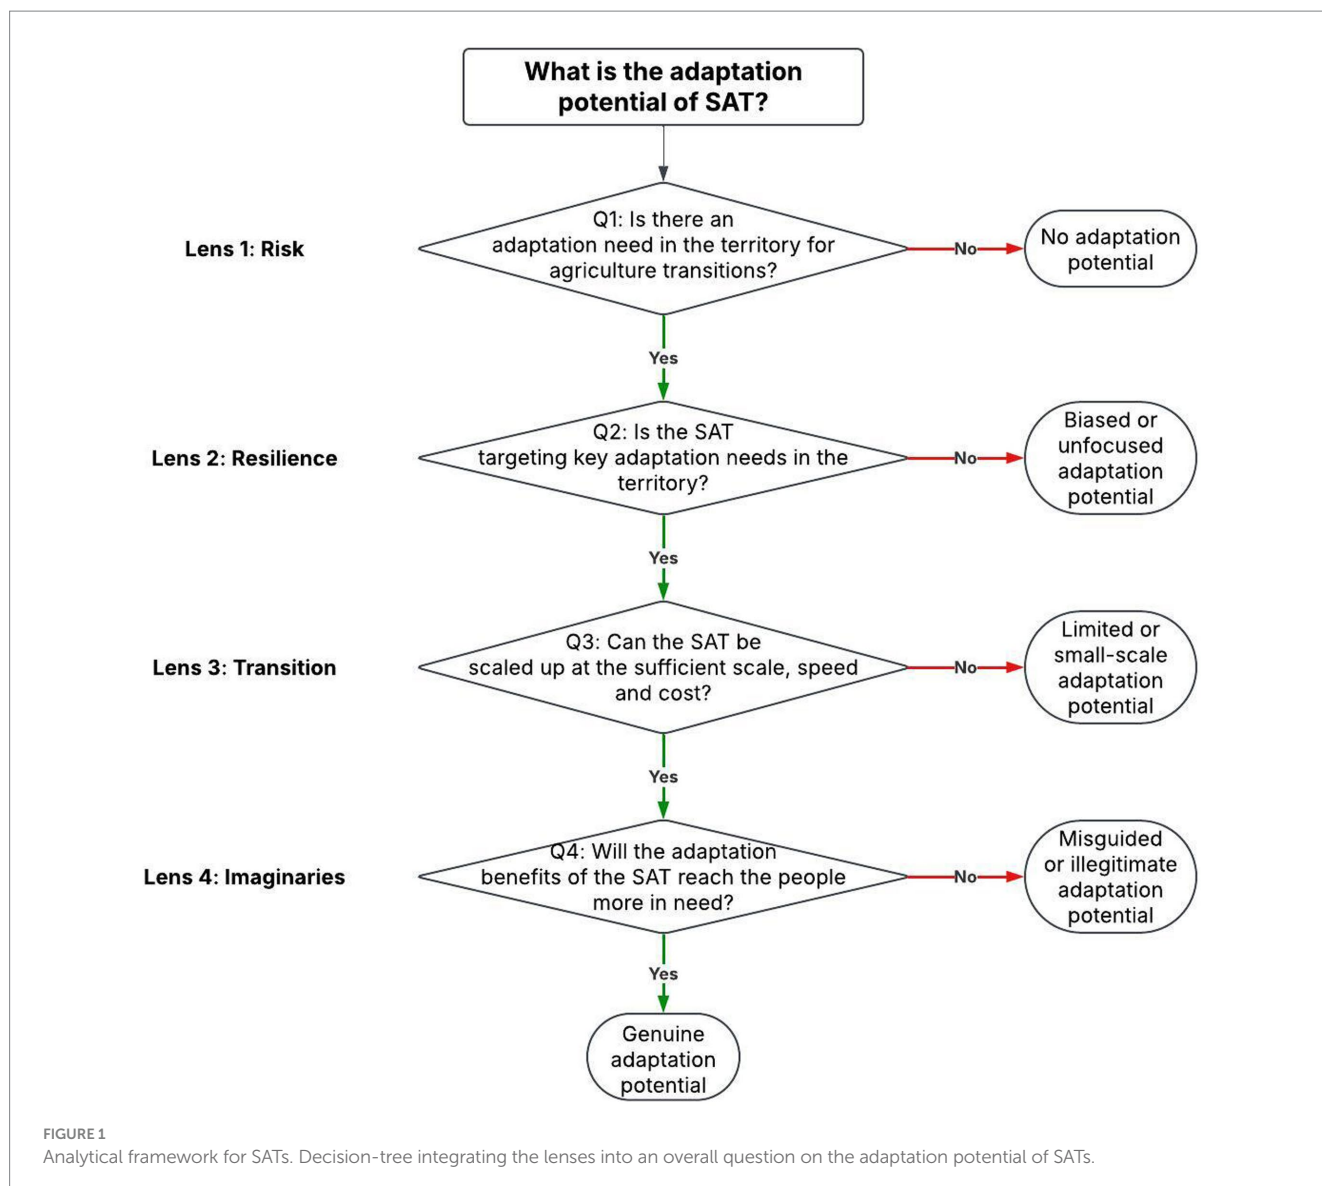 What is the adaptation
potential of SAT?
Lens 1: Risk
Q1: Is there an
adaptation need in the territory for
agriculture transitions?
No
No adaptation
potential
Yes
Lens 2: Resilience
Q2: Is the SAT
targeting key adaptation needs in the
territory?
No
Biased or
unfocused
adaptation
potential
Yes
Lens 3: Transition
Q3: Can the SAT be
scaled up at the sufficient scale, speed
and cost?
No
Limited or
small-scale
adaptation
potential
Yes
Lens 4: Imaginaries
Q4: Will the adaptation
benefits of the SAT reach the people
more in need?
No
Misguided
or illegitimate
adaptation
potential
Yes
Genuine
adaptation
potential
FIGURE 1
Analytical framework for SATs. Decision-tree integrating the lenses into an overall question on the adaptation potential of SATs.